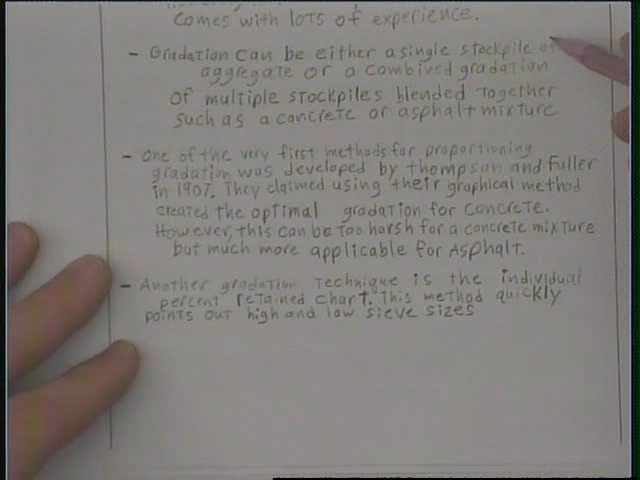 comes with lots of experience.
- Gradation can be either a single stockpile of
aggregate or a combived gradation
of multiple stockpiles blended together
such as a concrete or asphalt mixture
- one of the very first methods for proportioning
gradation was developed by thompson and Fuller
in 1907. They claimed using their graphical method
created the optimal gradation for concrete.
However, this can be too harsh for a concrete mixture
but much more applicable for Asphalt.
- Another gradation technique is the individual
percent retained chart. This method quickly
points out high and low sieve sizes